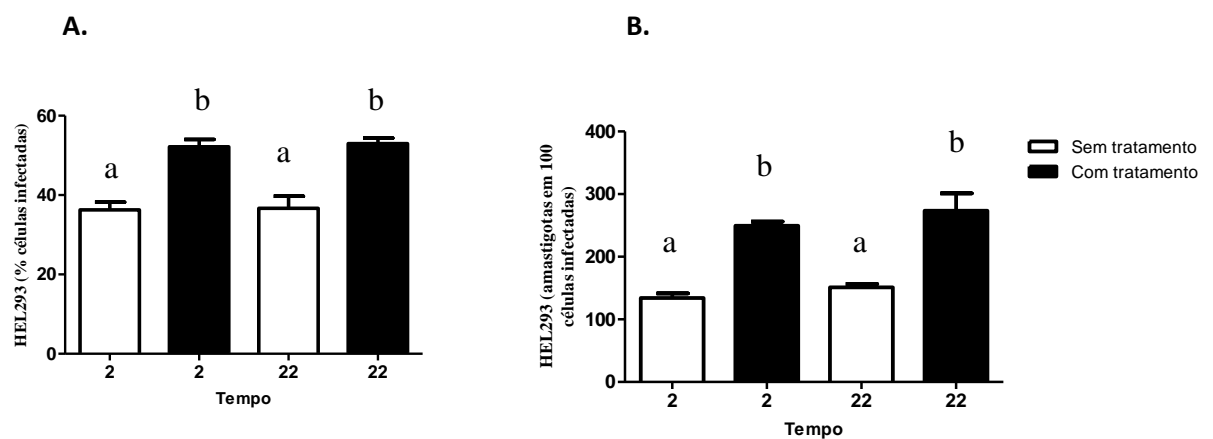 A.
HEL293 (% células infectadas)
60
40
20
0
a
b
a
b
2
2
22
22
Tempo
B.
HEL293 (amastigotas em 100
células infectadas)
400
300
200
100
0
a
b
a
b
2
2
22
22
Tempo
Sem tratamento
Com tratamento